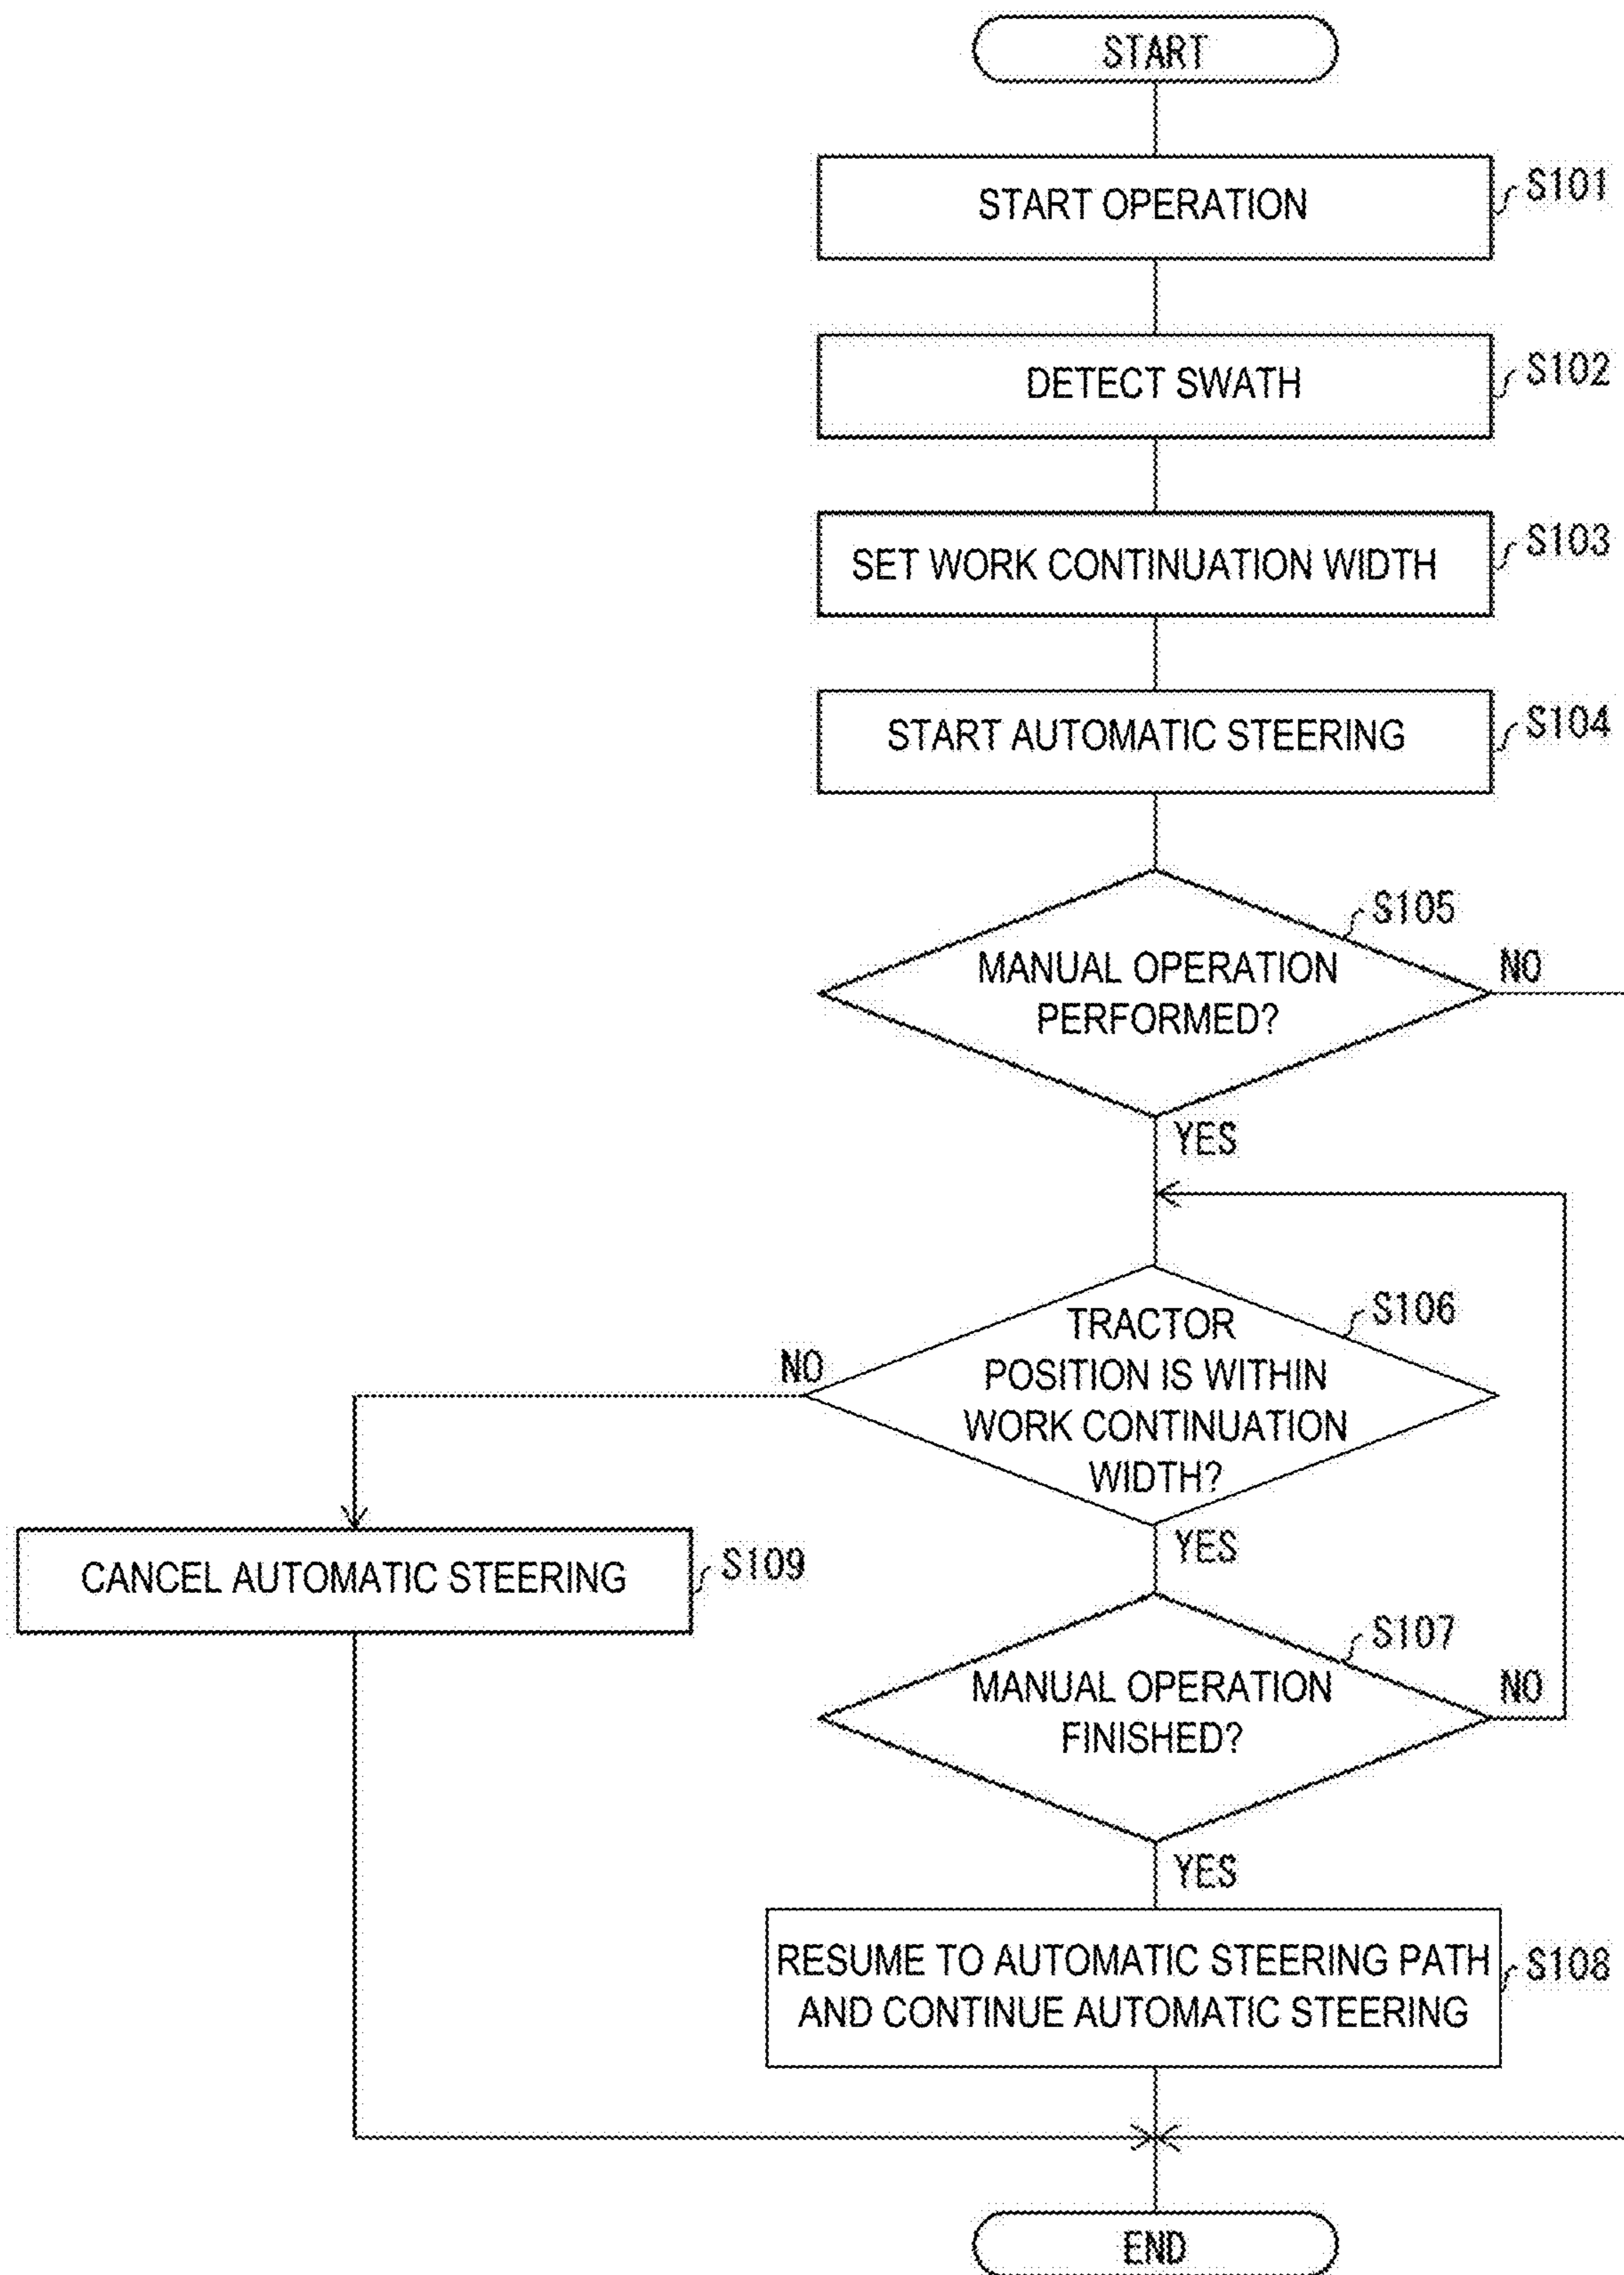 START
START OPERATION
S101
DETECT SWATH
S102
SET WORK CONTINUATION WIDTH
S103
START AUTOMATIC STEERING
S104
S105
MANUAL OPERATION
PERFORMED?
NO
YES
S106
TRACTOR
POSITION IS WITHIN
WORK CONTINUATION
WIDTH?
NO
YES
CANCEL AUTOMATIC STEERING
S109
S107
MANUAL OPERATION
FINISHED?
NO
YES
RESUME TO AUTOMATIC STEERING PATH
AND CONTINUE AUTOMATIC STEERING
S108
END